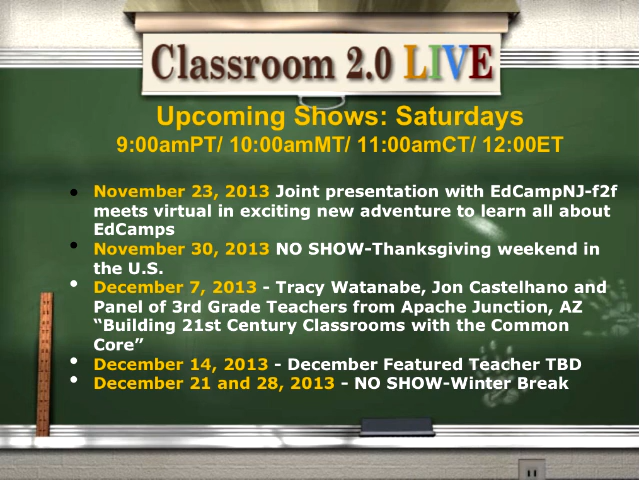 Classroom 2.0 LIVE
Upcoming Shows: Saturdays
9:00amPT/ 10:00amMT/ 11:00amCT/ 12:00ET
• November 23, 2013 Joint presentation with EdCampNJ-f2f
meets virtual in exciting new adventure to learn all about
EdCamps
• November 30, 2013 NO SHOW-Thanksgiving weekend in
the U.S.
• December 7, 2013 - Tracy Watanabe, Jon Castelhano and
Panel of 3rd Grade Teachers from Apache Junction, AZ
“Building 21st Century Classrooms with the Common
Core”
• December 14, 2013 - December Featured Teacher TBD
• December 21 and 28, 2013 - NO SHOW-Winter Break